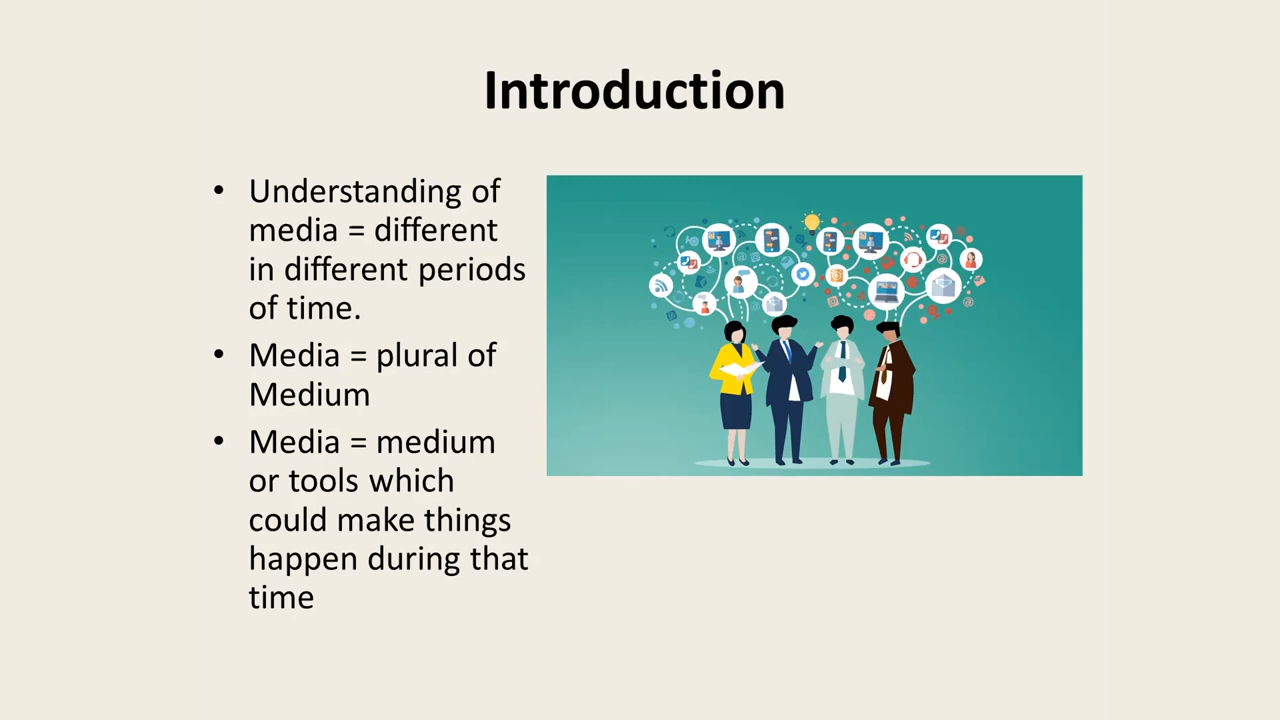 Introduction
• Understanding of
media = different
in different periods
of time.
• Media = plural of
Medium
• Media = medium
or tools which
could make things
happen during that
time